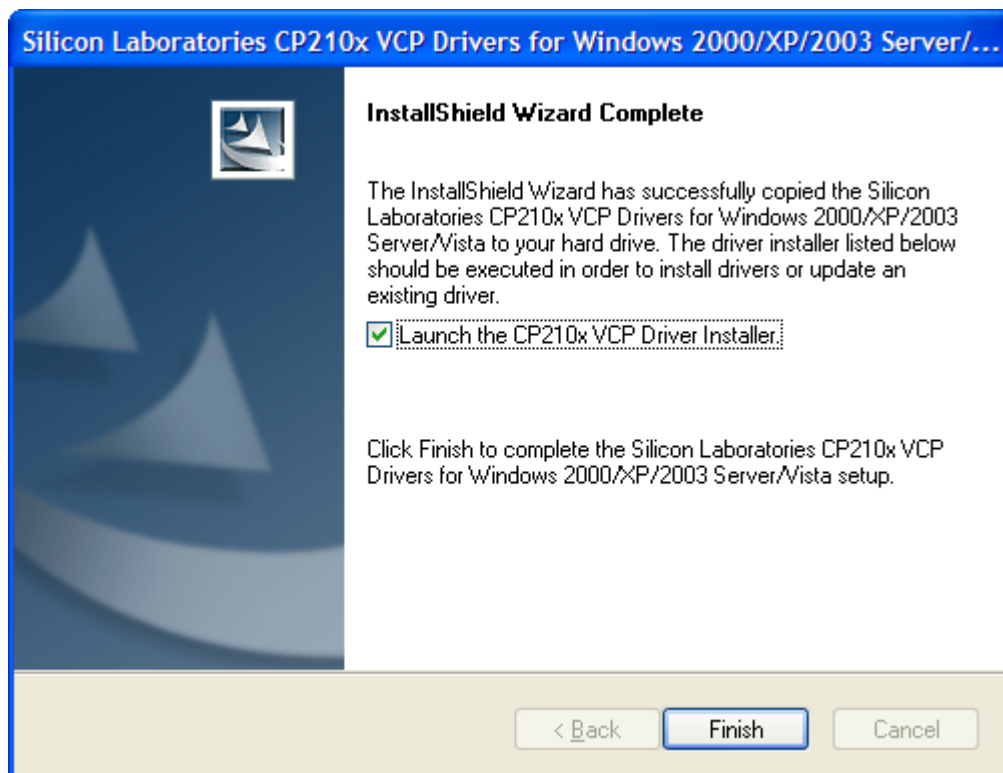 Silicon Laboratories CP210x VCP Drivers for Windows 2000/XP/2003 Server/...
InstallShield Wizard Complete
The InstallShield Wizard has successfully copied the Silicon
Laboratories CP210x VCP Drivers for Windows 2000/XP/2003
Server/Vista to your hard drive. The driver installer listed below
should be executed in order to install drivers or update an
existing driver.
Launch the CP210x VCP Driver Installer.
Click Finish to complete the Silicon Laboratories CP210x VCP
Drivers for Windows 2000/XP/2003 Server/Vista setup.
< Back Finish Cancel